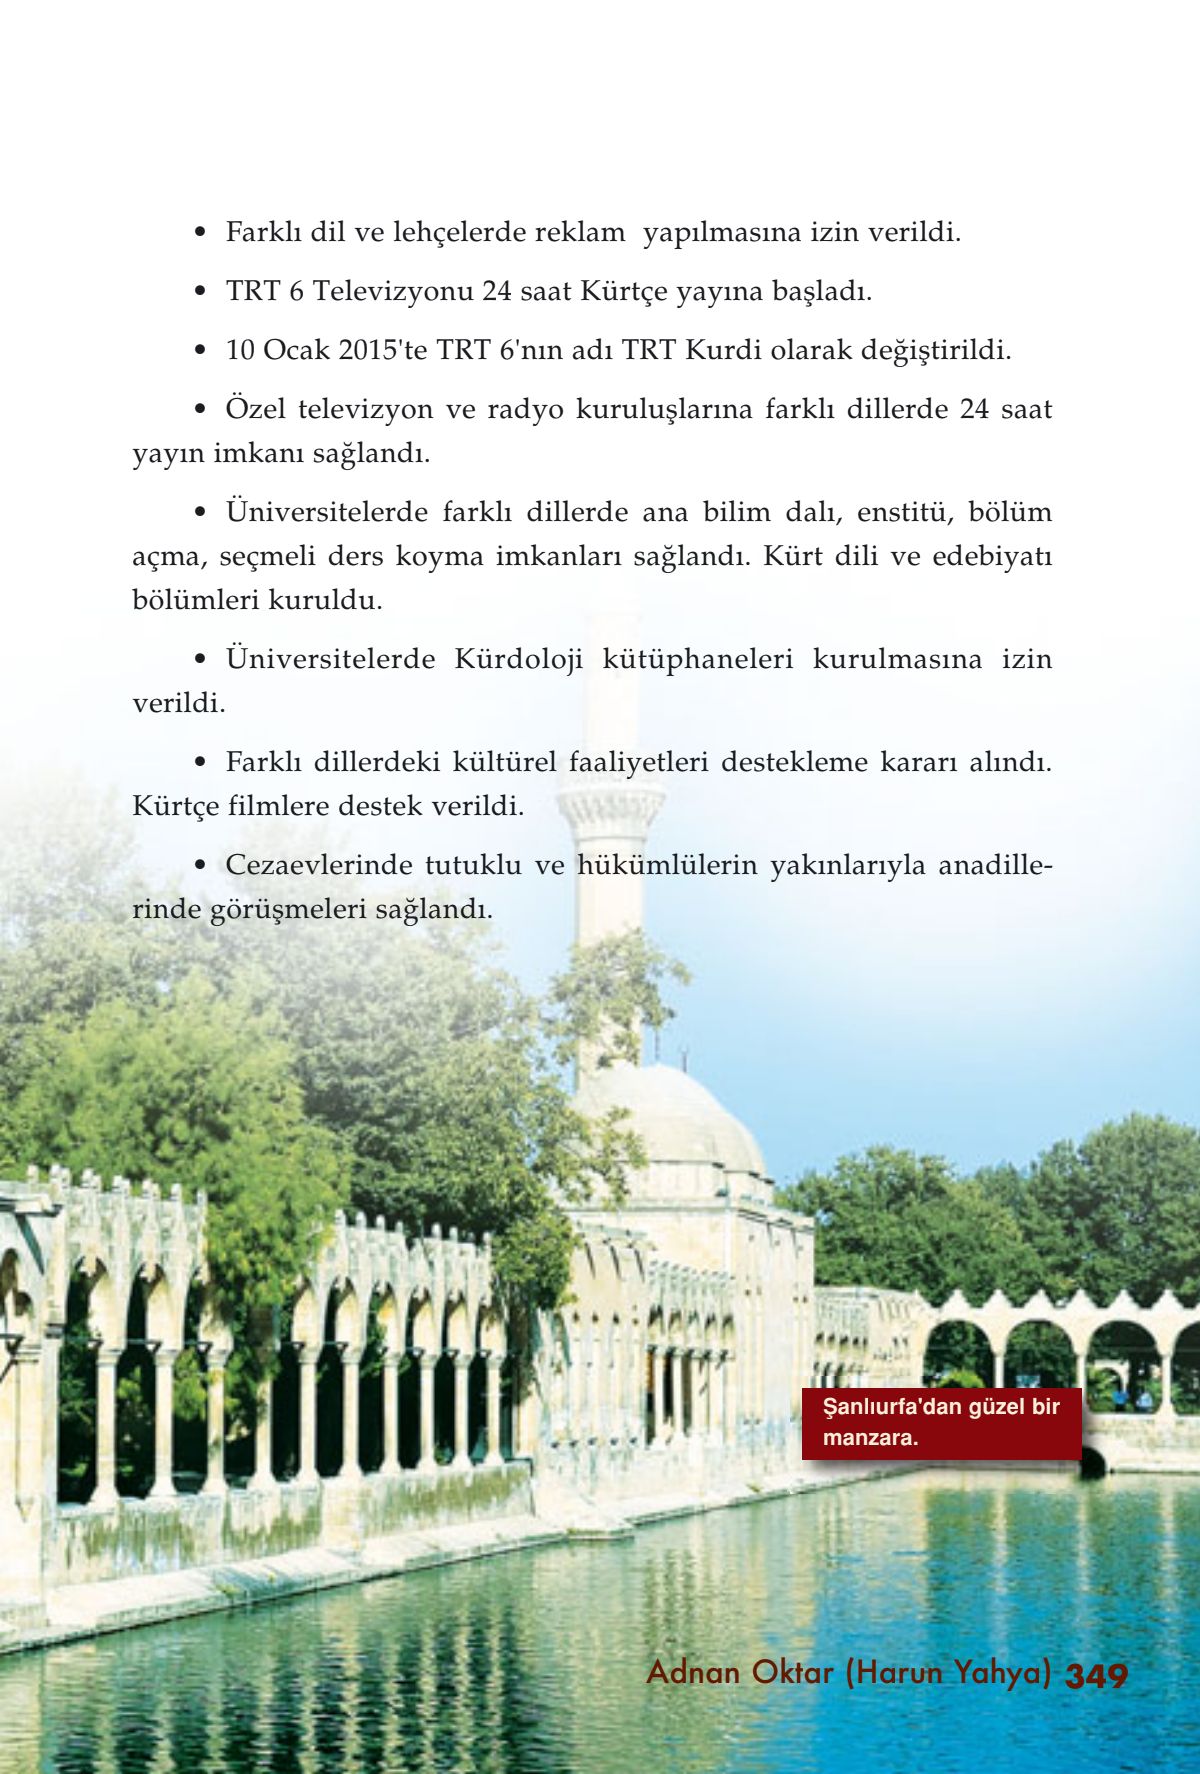 • Farklı dil ve lehçelerde reklam yapılmasına izin verildi.
• TRT 6 Televizyonu 24 saat Kürtçe yayına başladı.
• 10 Ocak 2015'te TRT 6'nın adı TRT Kurdi olarak değiştirildi.
• Özel televizyon ve radyo kuruluşlarına farklı dillerde 24 saat
yayın imkanı sağlandı.
• Üniversitelerde farklı dillerde ana bilim dalı, enstitü, bölüm
açma, seçmeli ders koyma imkanları sağlandı. Kürt dili ve edebiyatı
bölümleri kuruldu.
• Üniversitelerde Kürdoloji kütüphaneleri kurulmasına izin
verildi.
• Farklı dillerdeki kültürel faaliyetleri destekleme kararı alındı.
Kürtçe filmlere destek verildi.
• Cezaevlerinde tutuklu ve hükümlülerin yakınlarıyla anadille-
rinde görüşmeleri sağlandı.
Şanlıurfa'dan güzel bir
manzara.
Adnan Oktar (Harun Yahya) 349